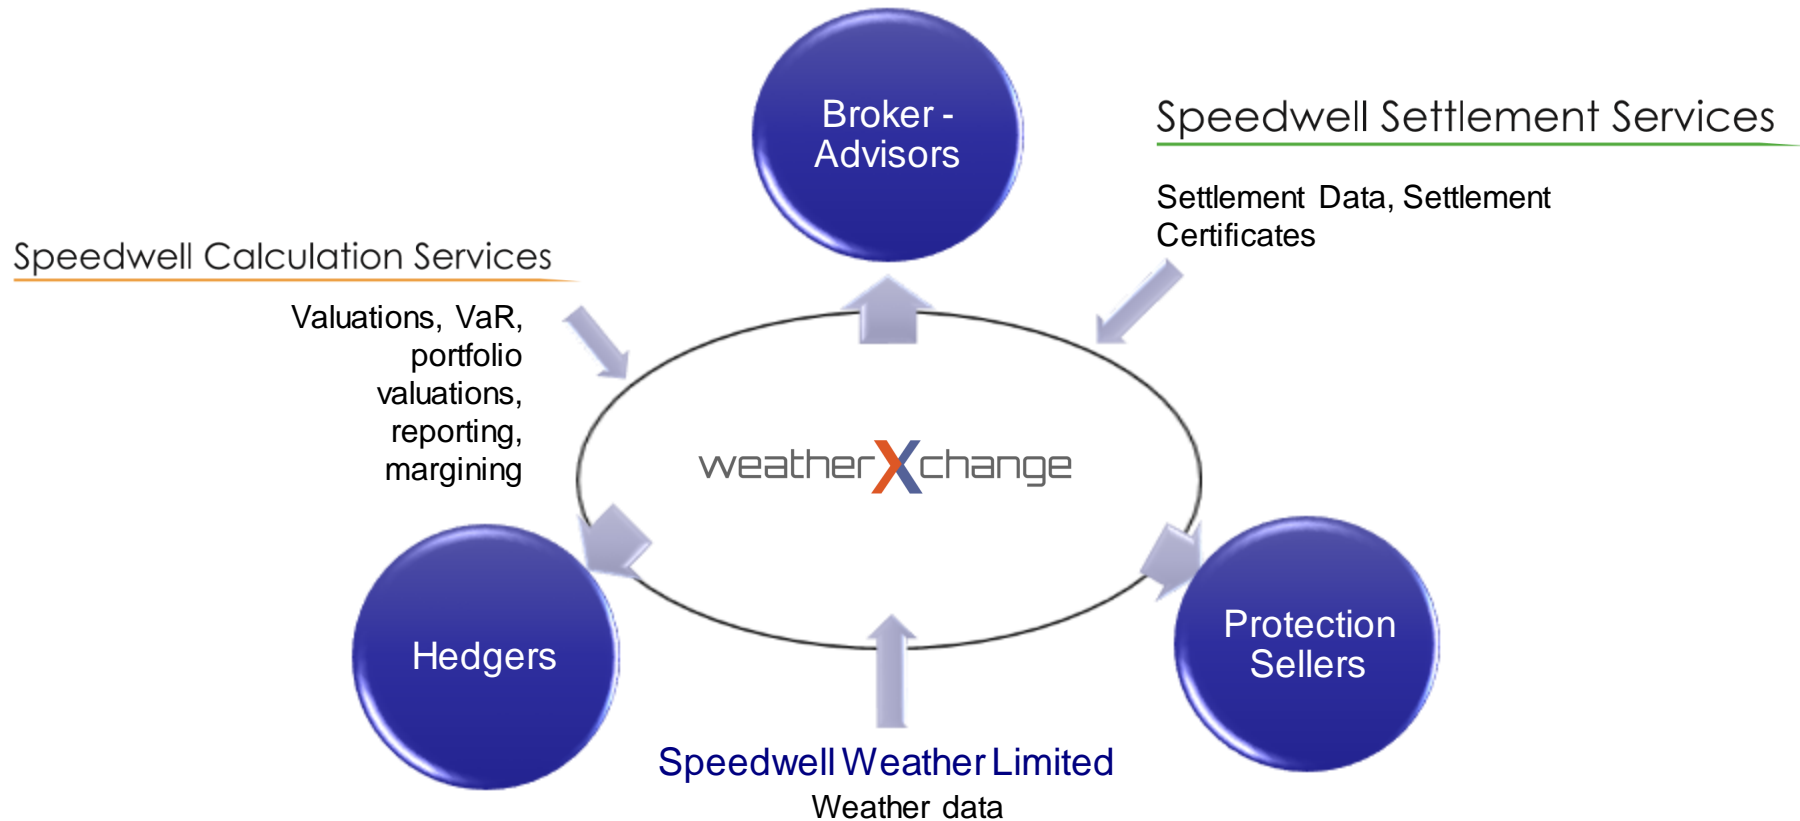 Broker -
Advisors
Speedwell Settlement Services
Settlement Data, Settlement
Certificates
Speedwell Calculation Services
Valuations, VaR,
portfolio
valuations,
reporting,
margining
weatherXchange
Hedgers
Protection
Sellers
Speedwell Weather Limited
Weather data